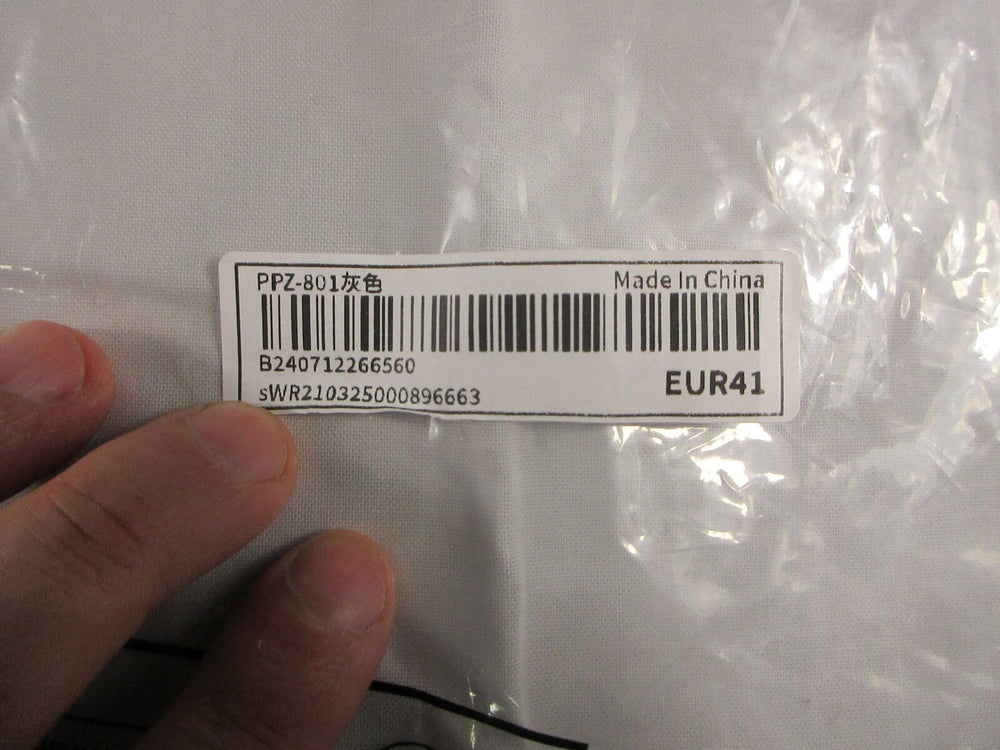 PPZ-801灰色 Made In China
B240712266560
sWR210325000896663 EUR41